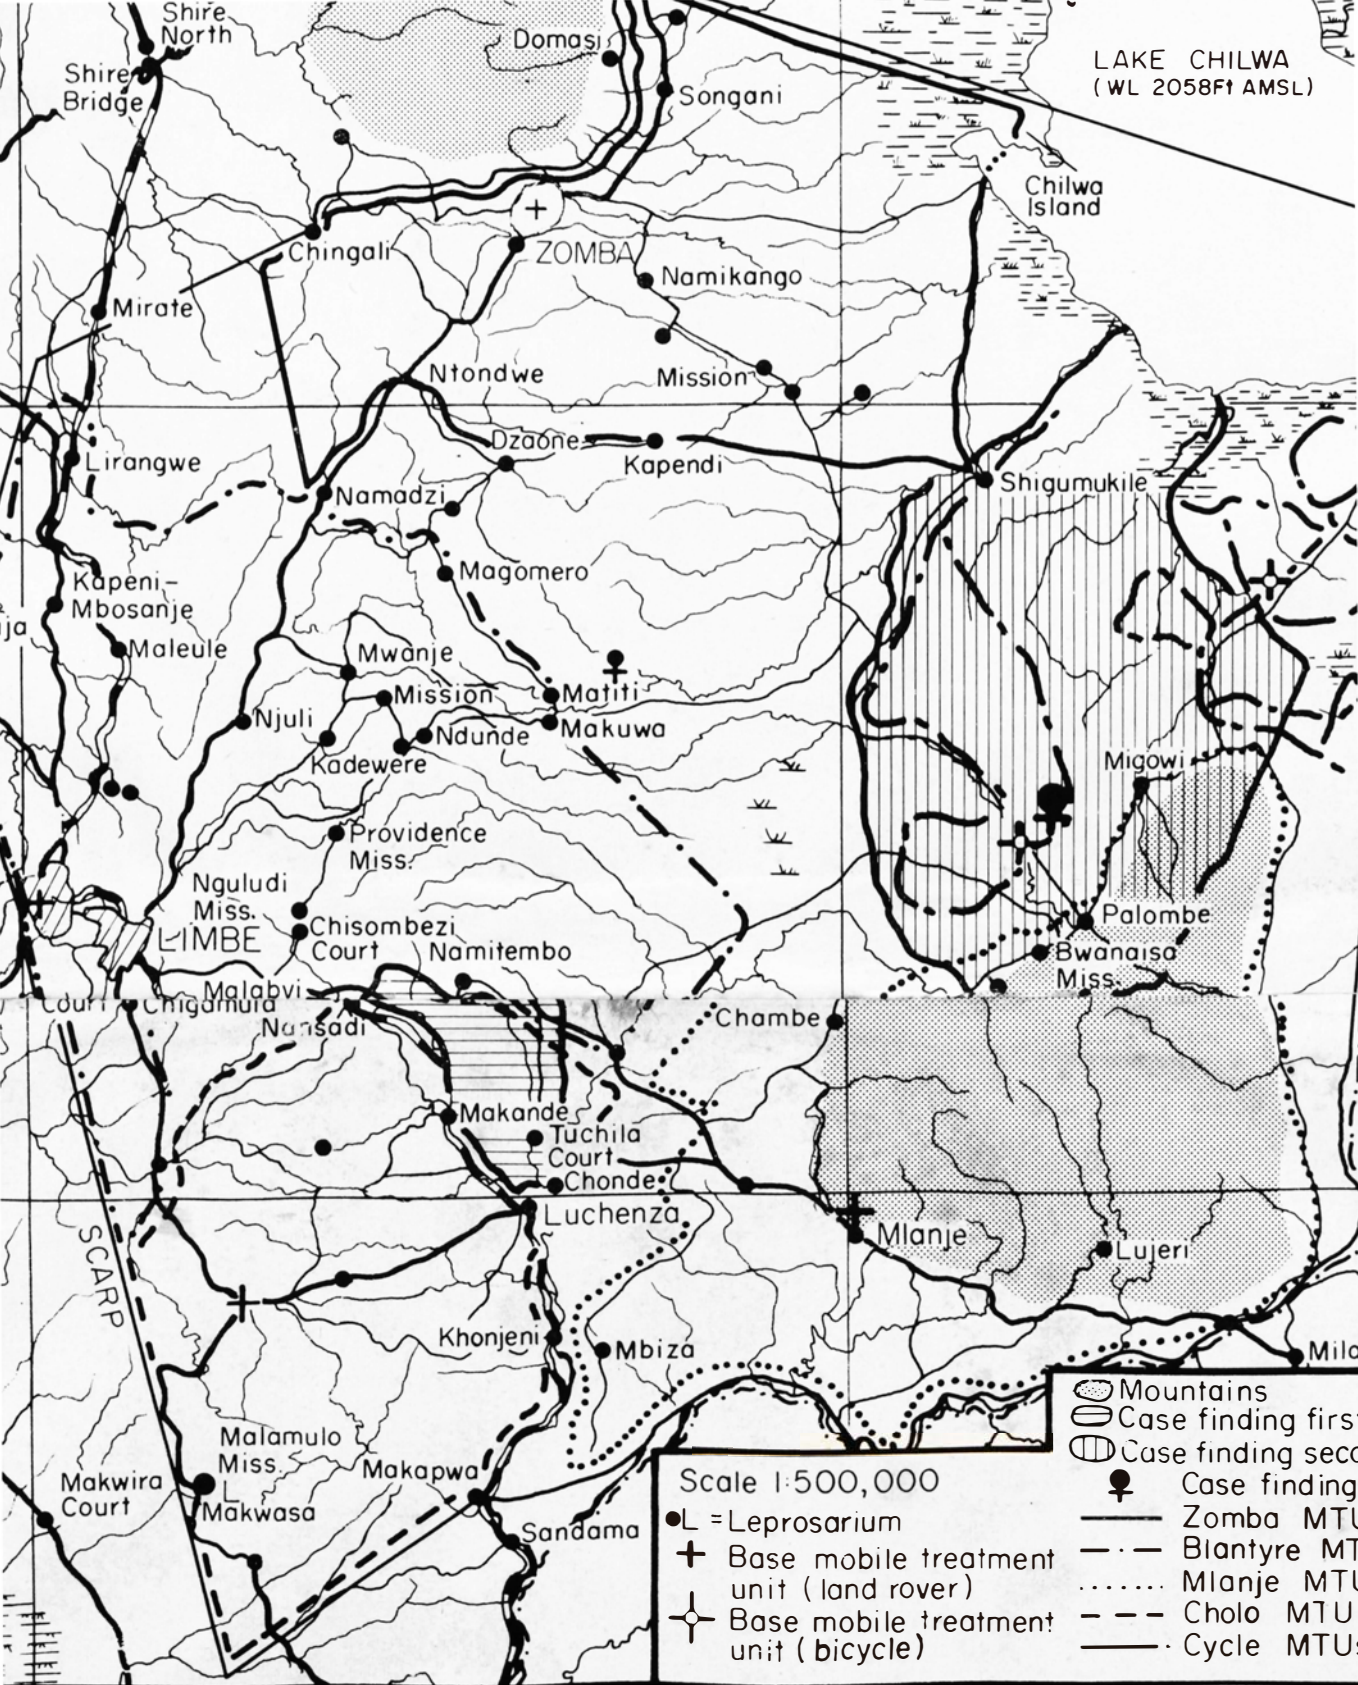 Shire
North
Domasi
LAKE CHILWA
(WL 2058Ft AMSL)
Shire
Bridge
Songani
Chilwa
Island
Chingali
ZOMBA
Namikango
Mirate
Ntondwe
Mission
Dzaone
Kapendi
Lirangwe
Shigumukile
Namadzi
Magomero
Kapeni-
Mbosanje
ja
Maleule
Mwanje
Mission
Matiti
Njuli
Ndunde
Makuwa
Kadewere
Migowi
Providence
Miss.
Nguludi
Miss.
Chisombezi
Court
LIMBE
Namitembo
Palombe
Bwanaisa
Miss.
Malabvi
Court
Chigamula
Nansadi
Chambe
Makande
Tuchila
Court
Chonde
Luchenza
Mlanje
Lujeri
SCARP
Khonjeni
Mbiza
Milo
Malamulo
Miss.
L
Makwasa
Makwira
Court
Makapwa
Sandama
Mountains
Case finding firs
Case finding seco
Case finding
Scale 1:500,000
L = Leprosarium
Base mobile treatment
unit (land rover)
Base mobile treatment
unit (bicycle)
Zomba MTU
Blantyre MT
Mlanje MTU
Cholo MTU
Cycle MTUs